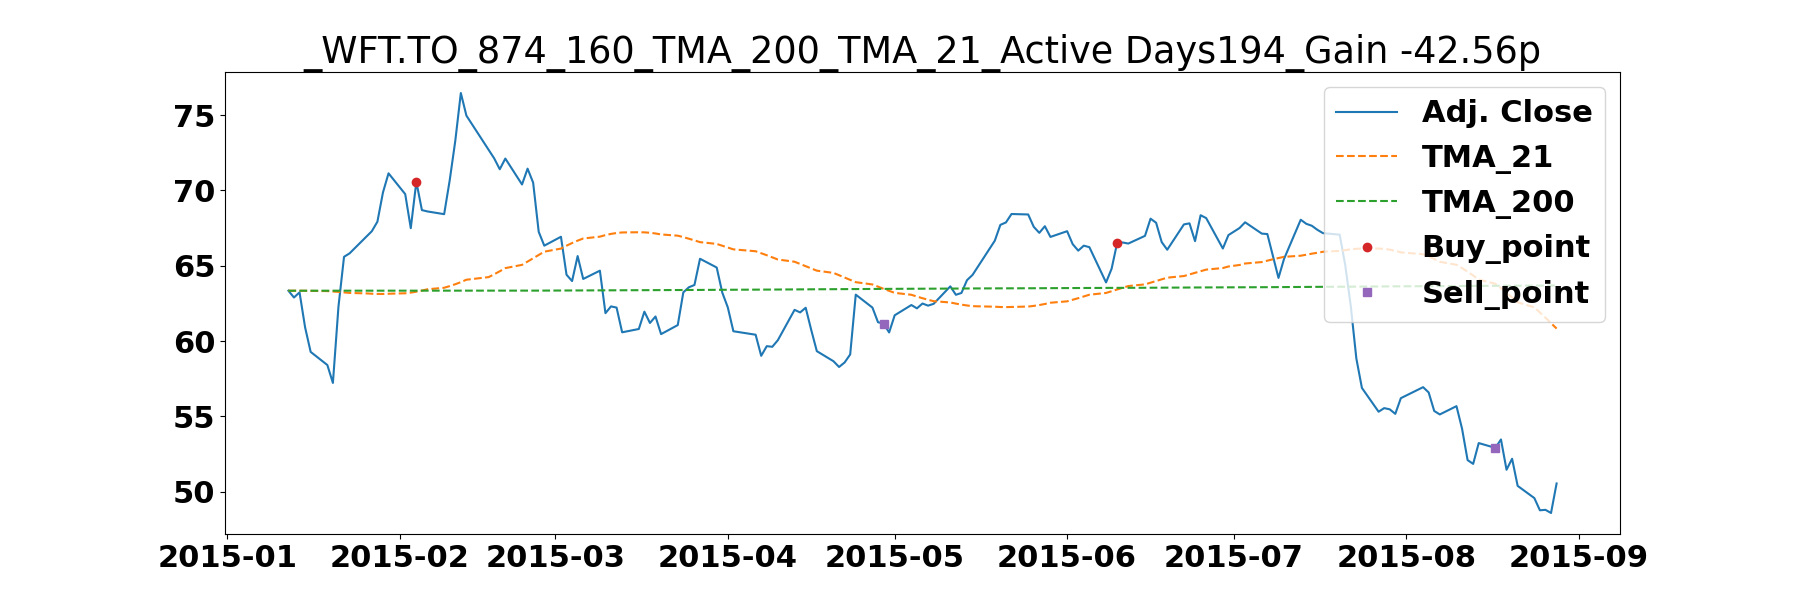 _WFT.TO_874_160_TMA_200_TMA_21_Active Days194_Gain -42.56p
75
70
65
60
55
50
Adj. Close
TMA_21
TMA_200
Buy_point
Sell_point
2015-01 2015-02 2015-03 2015-04 2015-05 2015-06 2015-07 2015-08 2015-09